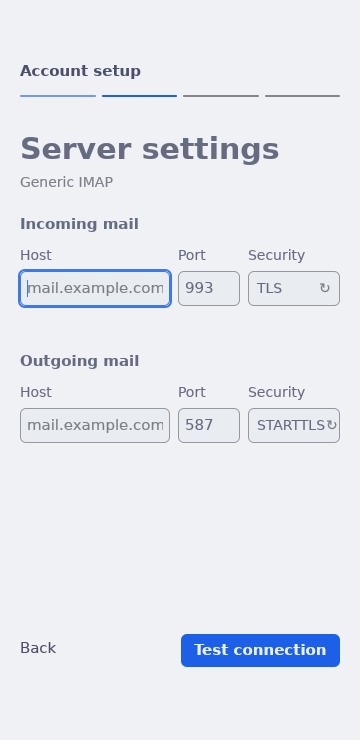 Account setup
Server settings
Generic IMAP
Incoming mail
Host Port Security
mail.example.com 993 TLS ↻
Outgoing mail
Host Port Security
mail.example.com 587 STARTTLS ↻
Back Test connection